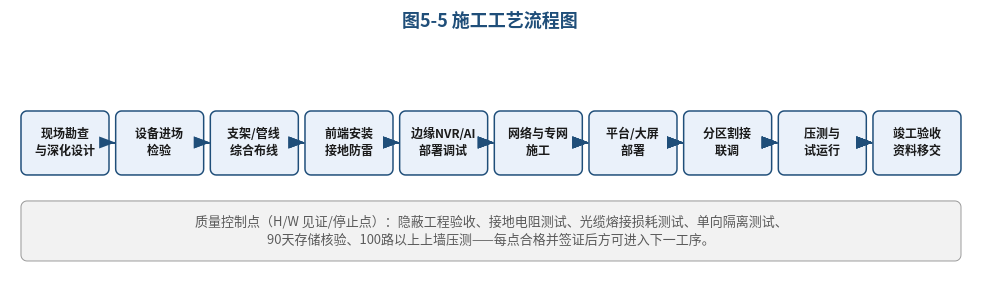 图5-5 施工工艺流程图
现场勘查
与深化设计
设备进场
检验
支架/管线
综合布线
前端安装
接地防雷
边缘NVR/AI
部署调试
网络与专网
施工
平台/大屏
部署
分区割接
联调
压测与
试运行
竣工验收
资料移交
质量控制点（H/W 见证/停止点）：隐蔽工程验收、接地电阻测试、光缆熔接损耗测试、单向隔离测试、
90天存储核验、100路以上上墙压测——每点合格并签证后方可进入下一工序。